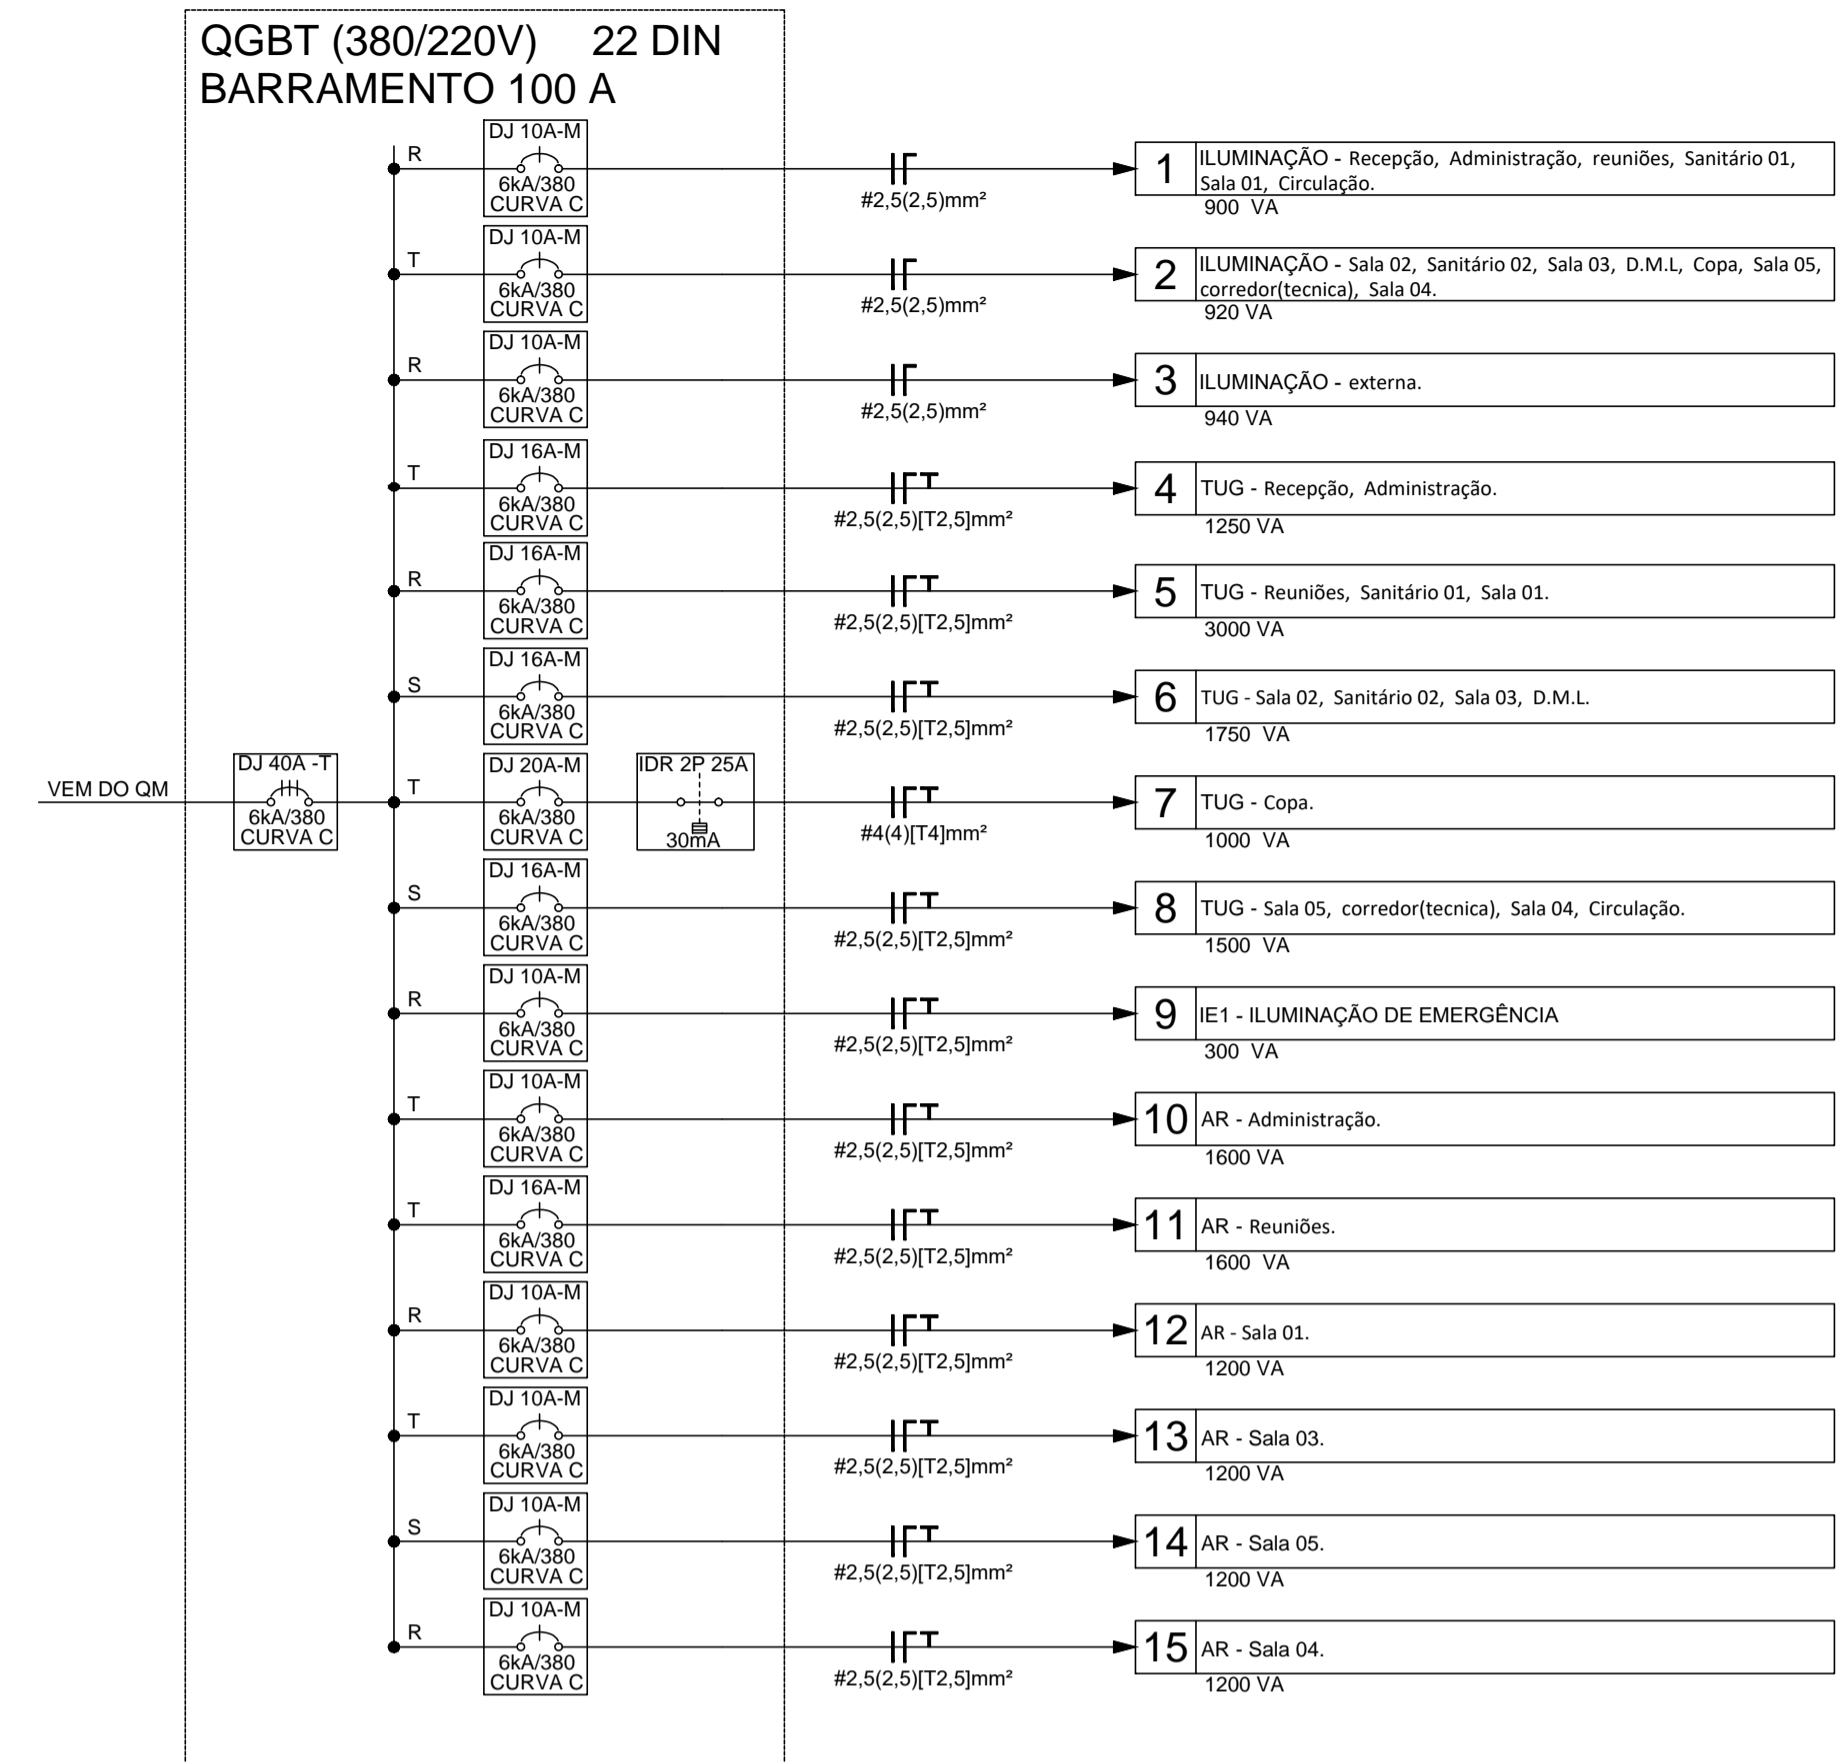 QGBT (380/220V) 22 DIN
BARRAMENTO 100 A
VEM DO QM
DJ 40A -T
6kA/380
CURVA C
R
DJ 10A-M
6kA/380
CURVA C
#2,5(2,5)mm²
1
ILUMINAÇÃO - Recepção, Administração, reuniões, Sanitário 01,
Sala 01, Circulação.
900 VA
T
DJ 10A-M
6kA/380
CURVA C
#2,5(2,5)mm²
2
ILUMINAÇÃO - Sala 02, Sanitário 02, Sala 03, D.M.L, Copa, Sala 05,
corredor(tecnica), Sala 04.
920 VA
R
DJ 10A-M
6kA/380
CURVA C
#2,5(2,5)mm²
3
ILUMINAÇÃO - externa.
940 VA
T
DJ 16A-M
6kA/380
CURVA C
#2,5(2,5)[T2,5]mm²
4
TUG - Recepção, Administração.
1250 VA
R
DJ 16A-M
6kA/380
CURVA C
#2,5(2,5)[T2,5]mm²
5
TUG - Reuniões, Sanitário 01, Sala 01.
3000 VA
S
DJ 16A-M
6kA/380
CURVA C
#2,5(2,5)[T2,5]mm²
6
TUG - Sala 02, Sanitário 02, Sala 03, D.M.L.
1750 VA
T
DJ 20A-M
6kA/380
CURVA C
IDR 2P 25A
30mA
#4(4)[T4]mm²
7
TUG - Copa.
1000 VA
S
DJ 16A-M
6kA/380
CURVA C
#2,5(2,5)[T2,5]mm²
8
TUG - Sala 05, corredor(tecnica), Sala 04, Circulação.
1500 VA
R
DJ 10A-M
6kA/380
CURVA C
#2,5(2,5)[T2,5]mm²
9
IE1 - ILUMINAÇÃO DE EMERGÊNCIA
300 VA
T
DJ 10A-M
6kA/380
CURVA C
#2,5(2,5)[T2,5]mm²
10
AR - Administração.
1600 VA
T
DJ 16A-M
6kA/380
CURVA C
#2,5(2,5)[T2,5]mm²
11
AR - Reuniões.
1600 VA
R
DJ 10A-M
6kA/380
CURVA C
#2,5(2,5)[T2,5]mm²
12
AR - Sala 01.
1200 VA
T
DJ 10A-M
6kA/380
CURVA C
#2,5(2,5)[T2,5]mm²
13
AR - Sala 03.
1200 VA
S
DJ 10A-M
6kA/380
CURVA C
#2,5(2,5)[T2,5]mm²
14
AR - Sala 05.
1200 VA
R
DJ 10A-M
6kA/380
CURVA C
#2,5(2,5)[T2,5]mm²
15
AR - Sala 04.
1200 VA